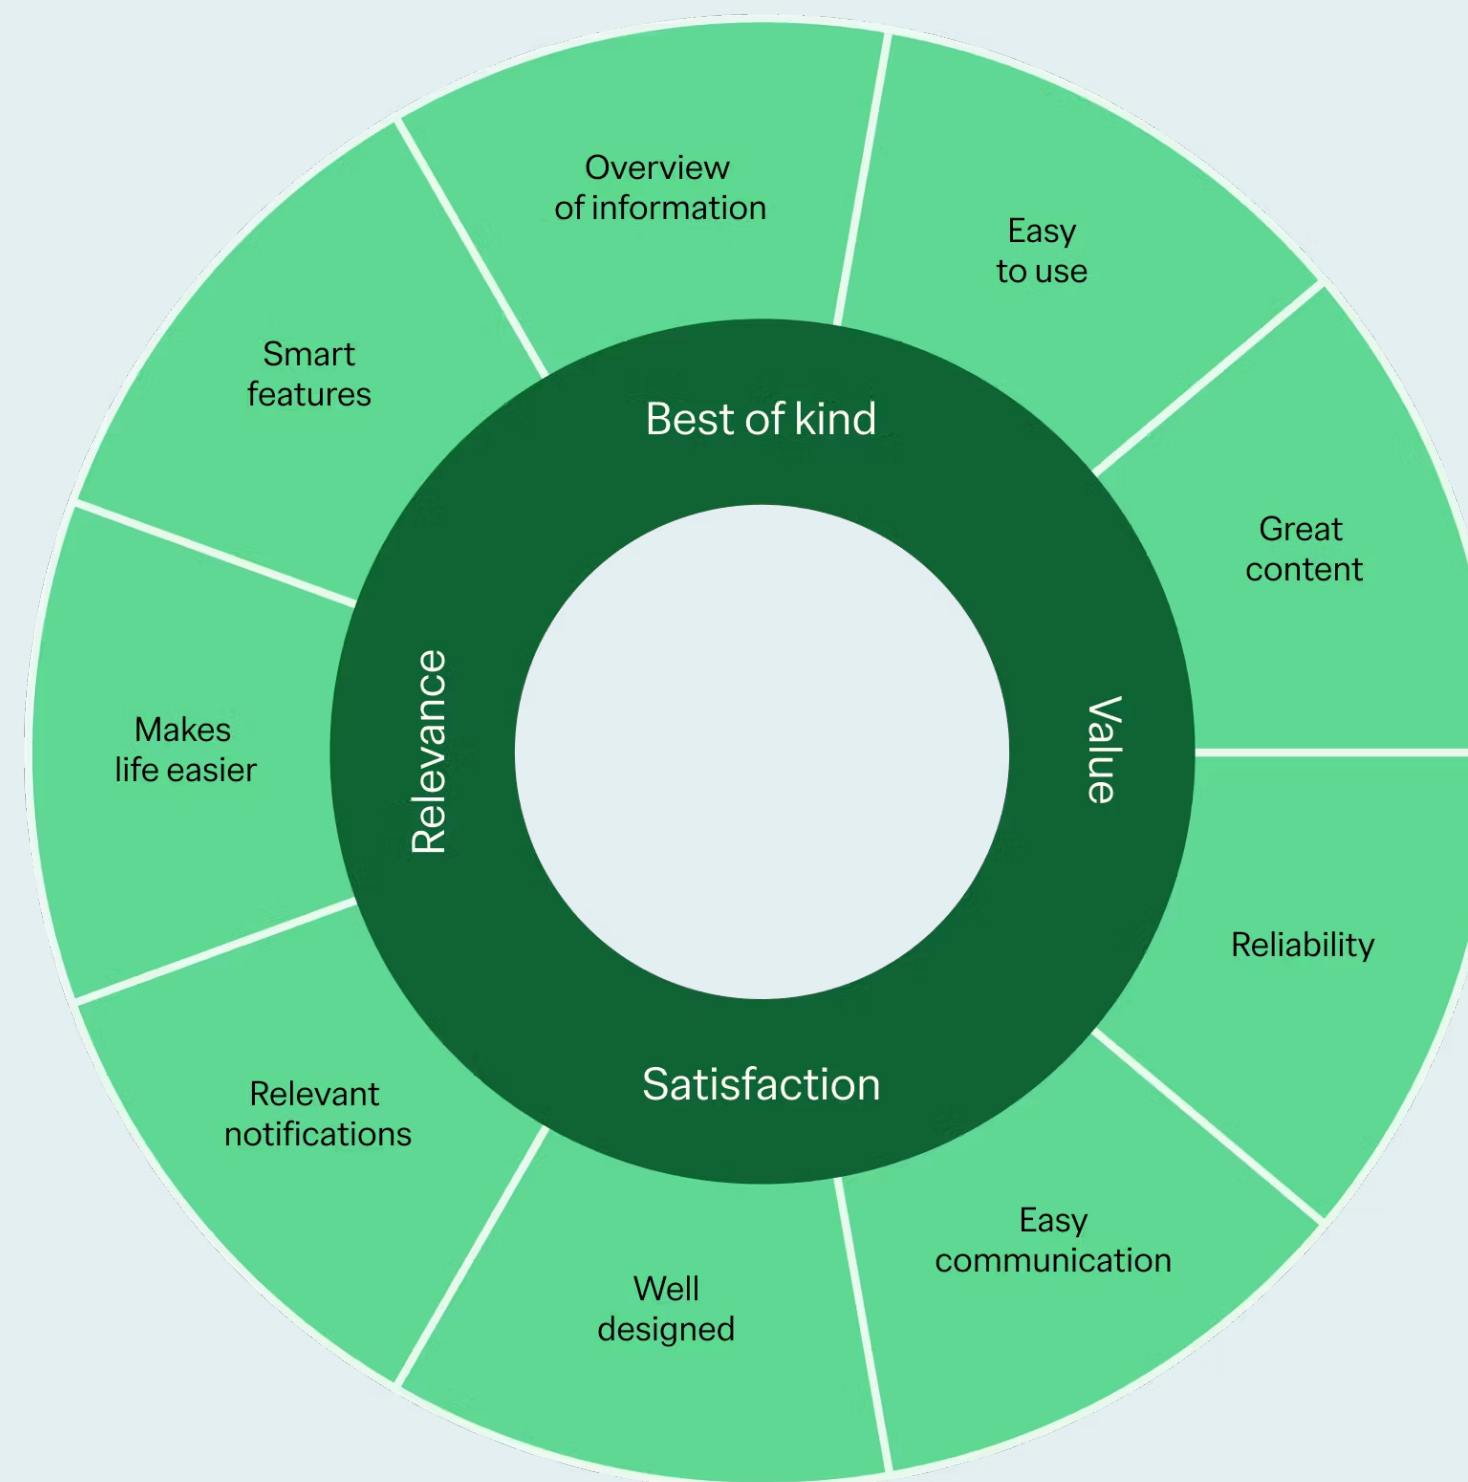 Overview
of information
Easy
to use
Great
content
Reliability
Easy
communication
Well
designed
Relevant
notifications
Makes
life easier
Smart
features
Best of kind
Value
Satisfaction
Relevance